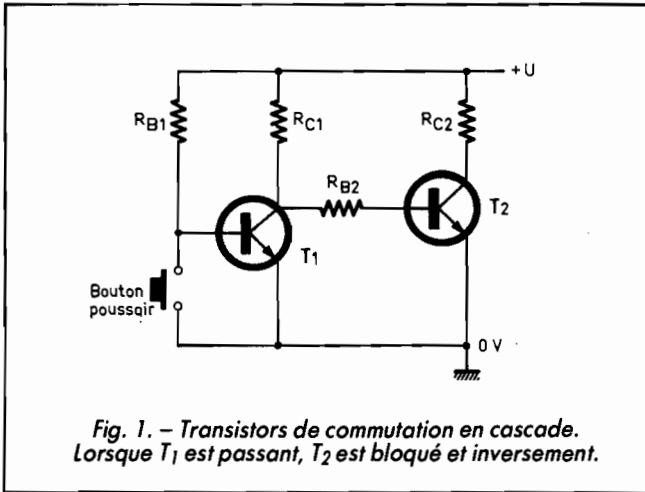 +U
RB1
RC1
RC2
RB2
T2
T1
Bouton
poussoir
0 V
Fig. 1. – Transistors de commutation en cascade.
Lorsque T1 est passant, T2 est bloqué et inversement.